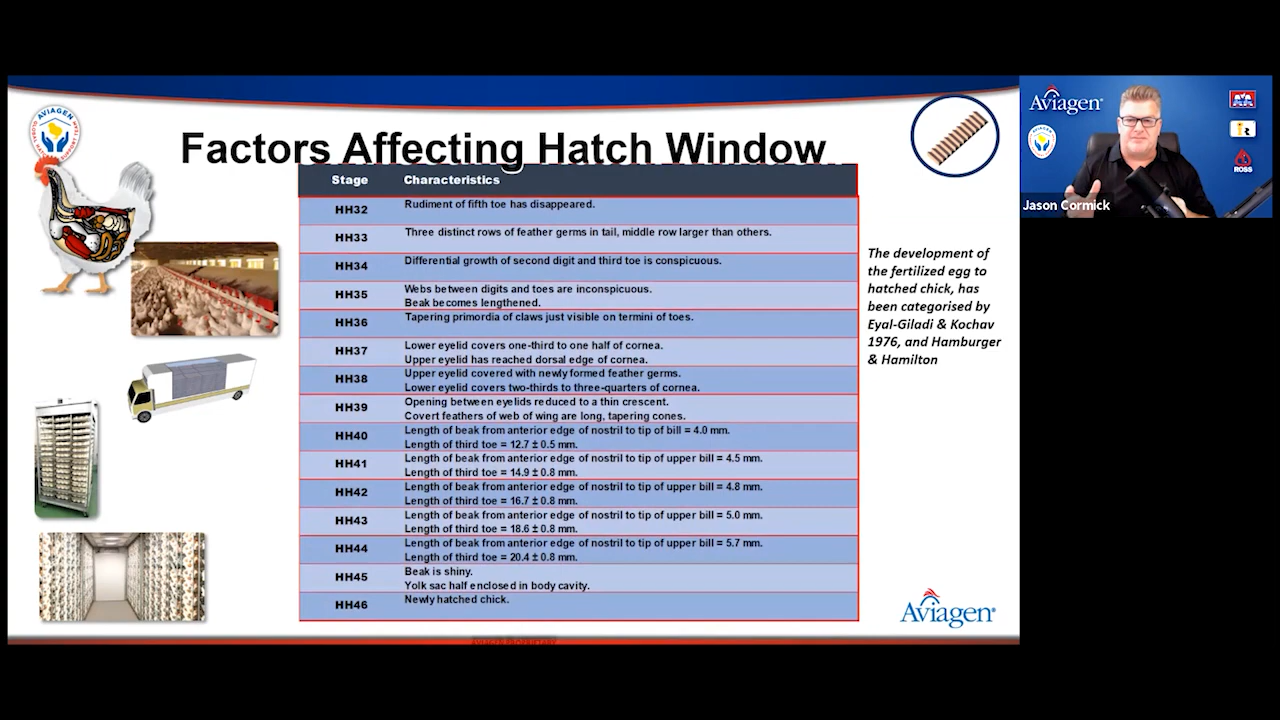 Factors Affecting Hatch Window
Stage Characteristics
HH32 Rudiment of fifth toe has disappeared.
HH33 Three distinct rows of feather germs in tail, middle row larger than others.
HH34 Differential growth of second digit and third toe is conspicuous.
HH35 Webs between digits and toes are inconspicuous.
Beak becomes lengthened.
HH36 Tapering primordia of claws just visible on termini of toes.
HH37 Lower eyelid covers one-third to one half of cornea.
Upper eyelid has reached dorsal edge of cornea.
HH38 Upper eyelid covered with newly formed feather germs.
Lower eyelid covers two-thirds to three-quarters of cornea.
HH39 Opening between eyelids reduced to a thin crescent.
Covert feathers of web of wing are long, tapering cones.
HH40 Length of beak from anterior edge of nostril to tip of bill = 4.0 mm.
Length of third toe = 12.7 ± 0.5 mm.
HH41 Length of beak from anterior edge of nostril to tip of upper bill = 4.5 mm.
Length of third toe = 14.9 ± 0.8 mm.
HH42 Length of beak from anterior edge of nostril to tip of upper bill = 4.8 mm.
Length of third toe = 16.7 ± 0.8 mm.
HH43 Length of beak from anterior edge of nostril to tip of upper bill = 5.0 mm.
Length of third toe = 18.6 ± 0.8 mm.
HH44 Length of beak from anterior edge of nostril to tip of upper bill = 5.7 mm.
Length of third toe = 20.4 ± 0.8 mm.
HH45 Beak is shiny.
Yolk sac half enclosed in body cavity.
HH46 Newly hatched chick.
The development of
the fertilized egg to
hatched chick, has
been categorised by
Eyal-Giladi & Kochav
1976, and Hamburger
& Hamilton
Aviagen®
AVIAGEN
Aviagen®
ROSS
Jason Cormick